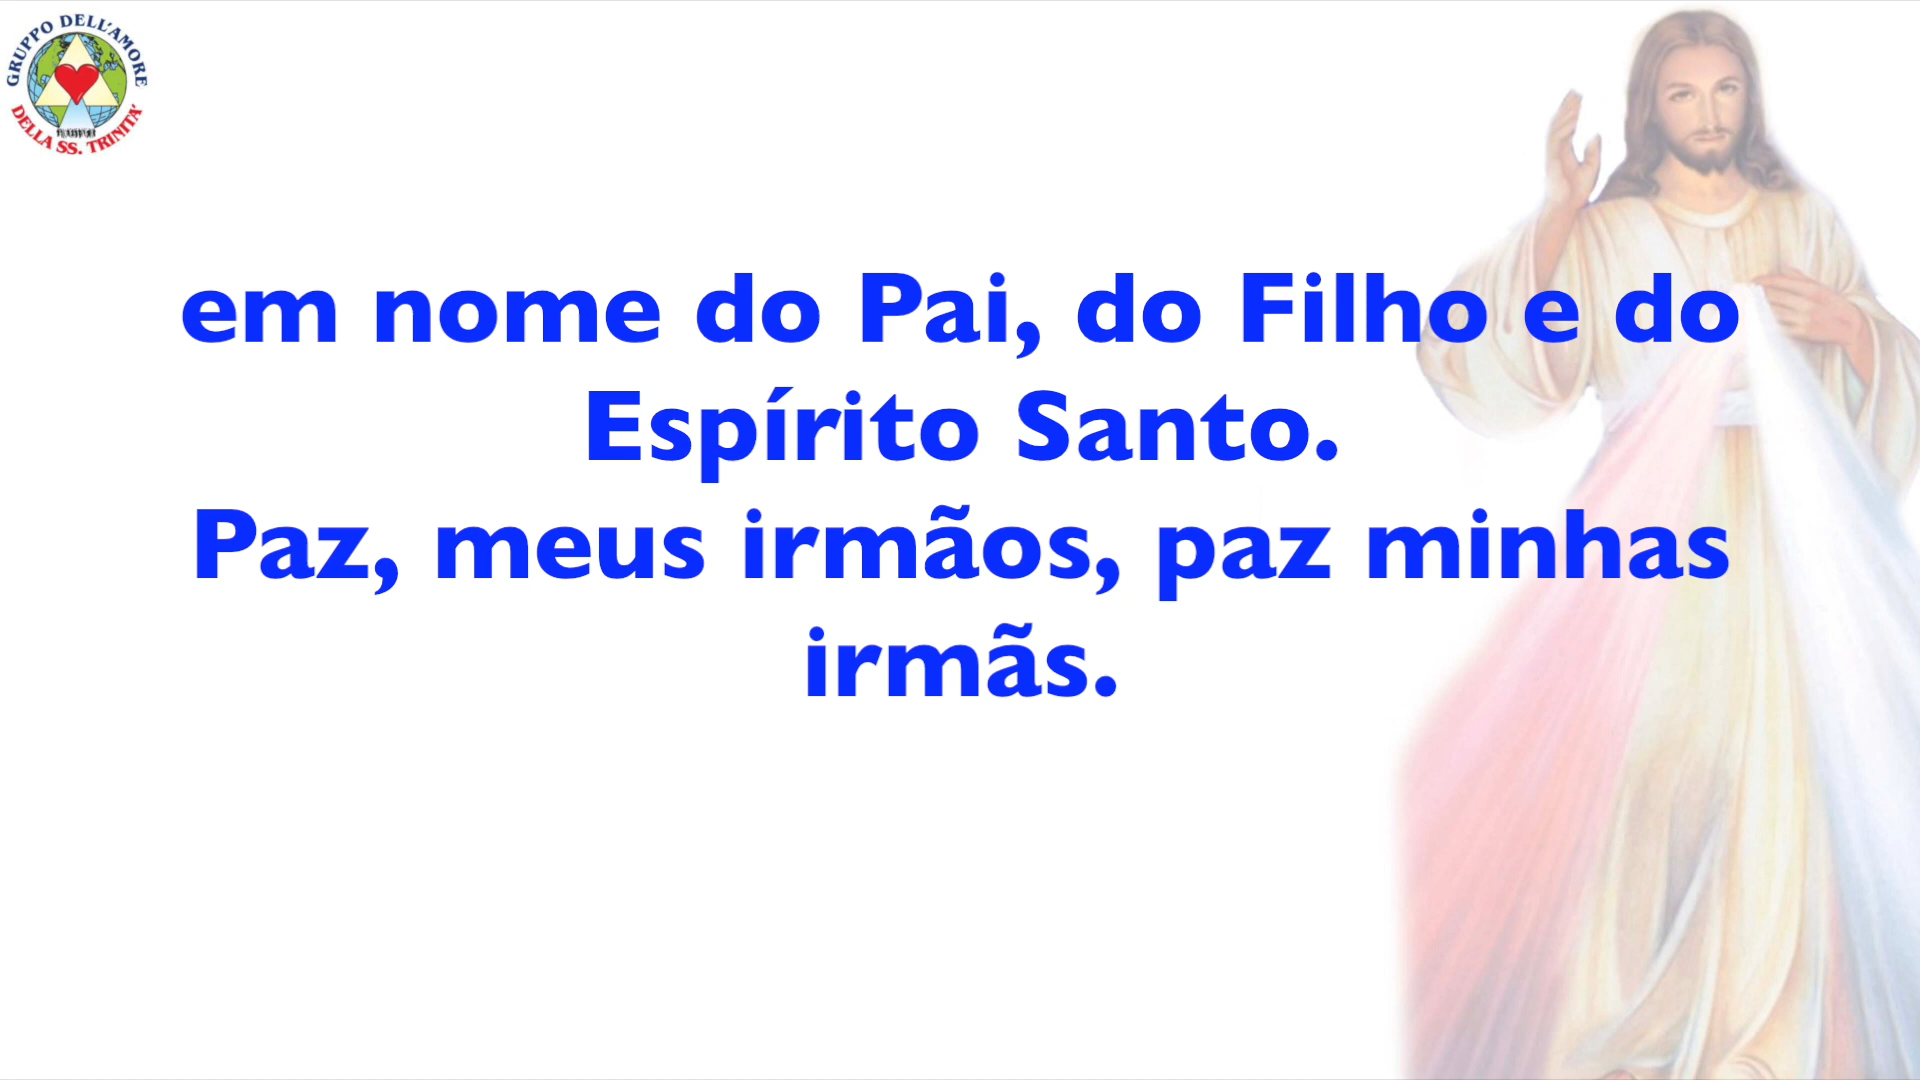 GRUPPO DELL'AMORE
DELLA SS. TRINITA'
em nome do Pai, do Filho e do
Espírito Santo.
Paz, meus irmãos, paz minhas
irmãs.